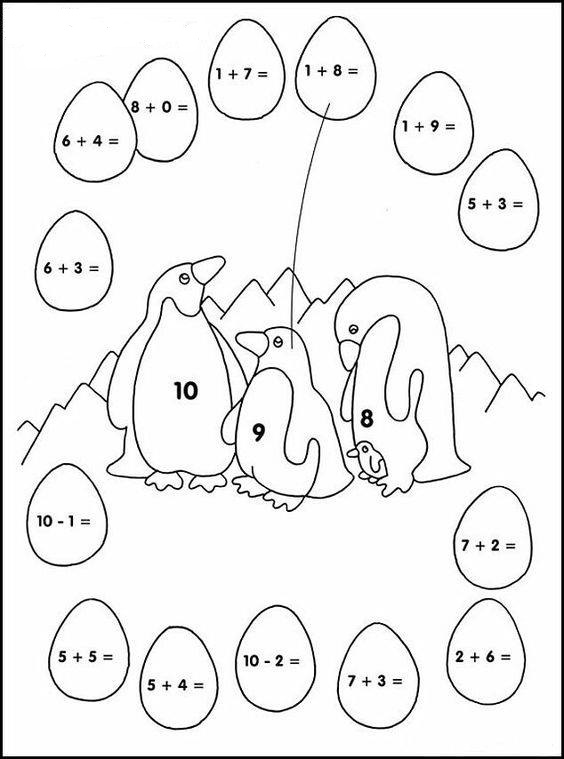 1 + 7 =
1 + 8 =
8 + 0 =
6 + 4 =
1 + 9 =
5 + 3 =
6 + 3 =
10
9
8
10 - 1 =
7 + 2 =
5 + 5 =
5 + 4 =
10 - 2 =
7 + 3 =
2 + 6 =